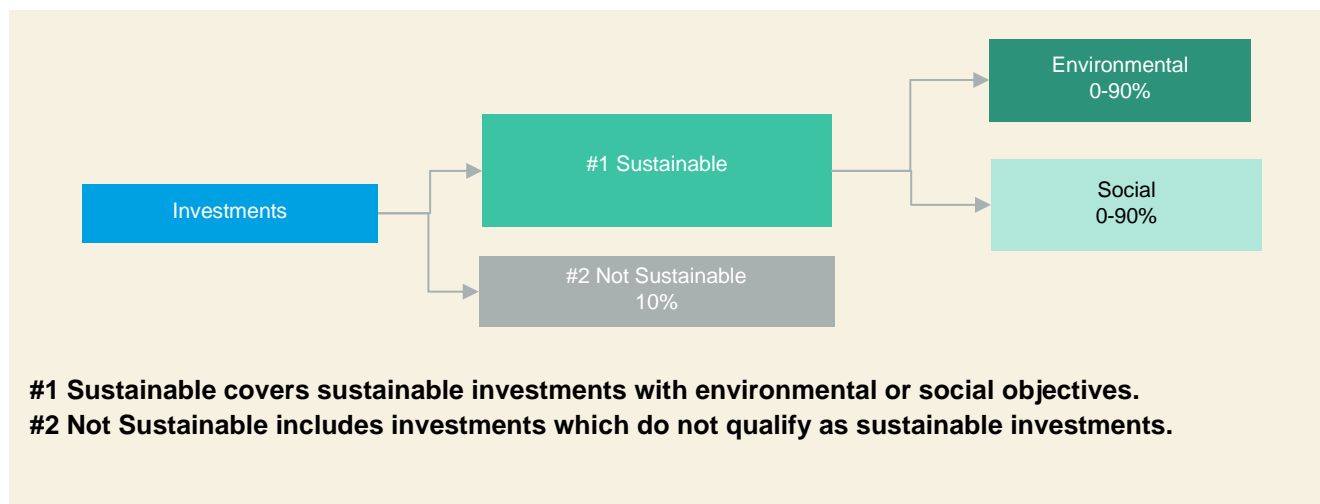 Environmental
0-90%
#1 Sustainable
Social
0-90%
Investments
#2 Not Sustainable
10%
#1 Sustainable covers sustainable investments with environmental or social objectives.
#2 Not Sustainable includes investments which do not qualify as sustainable investments.